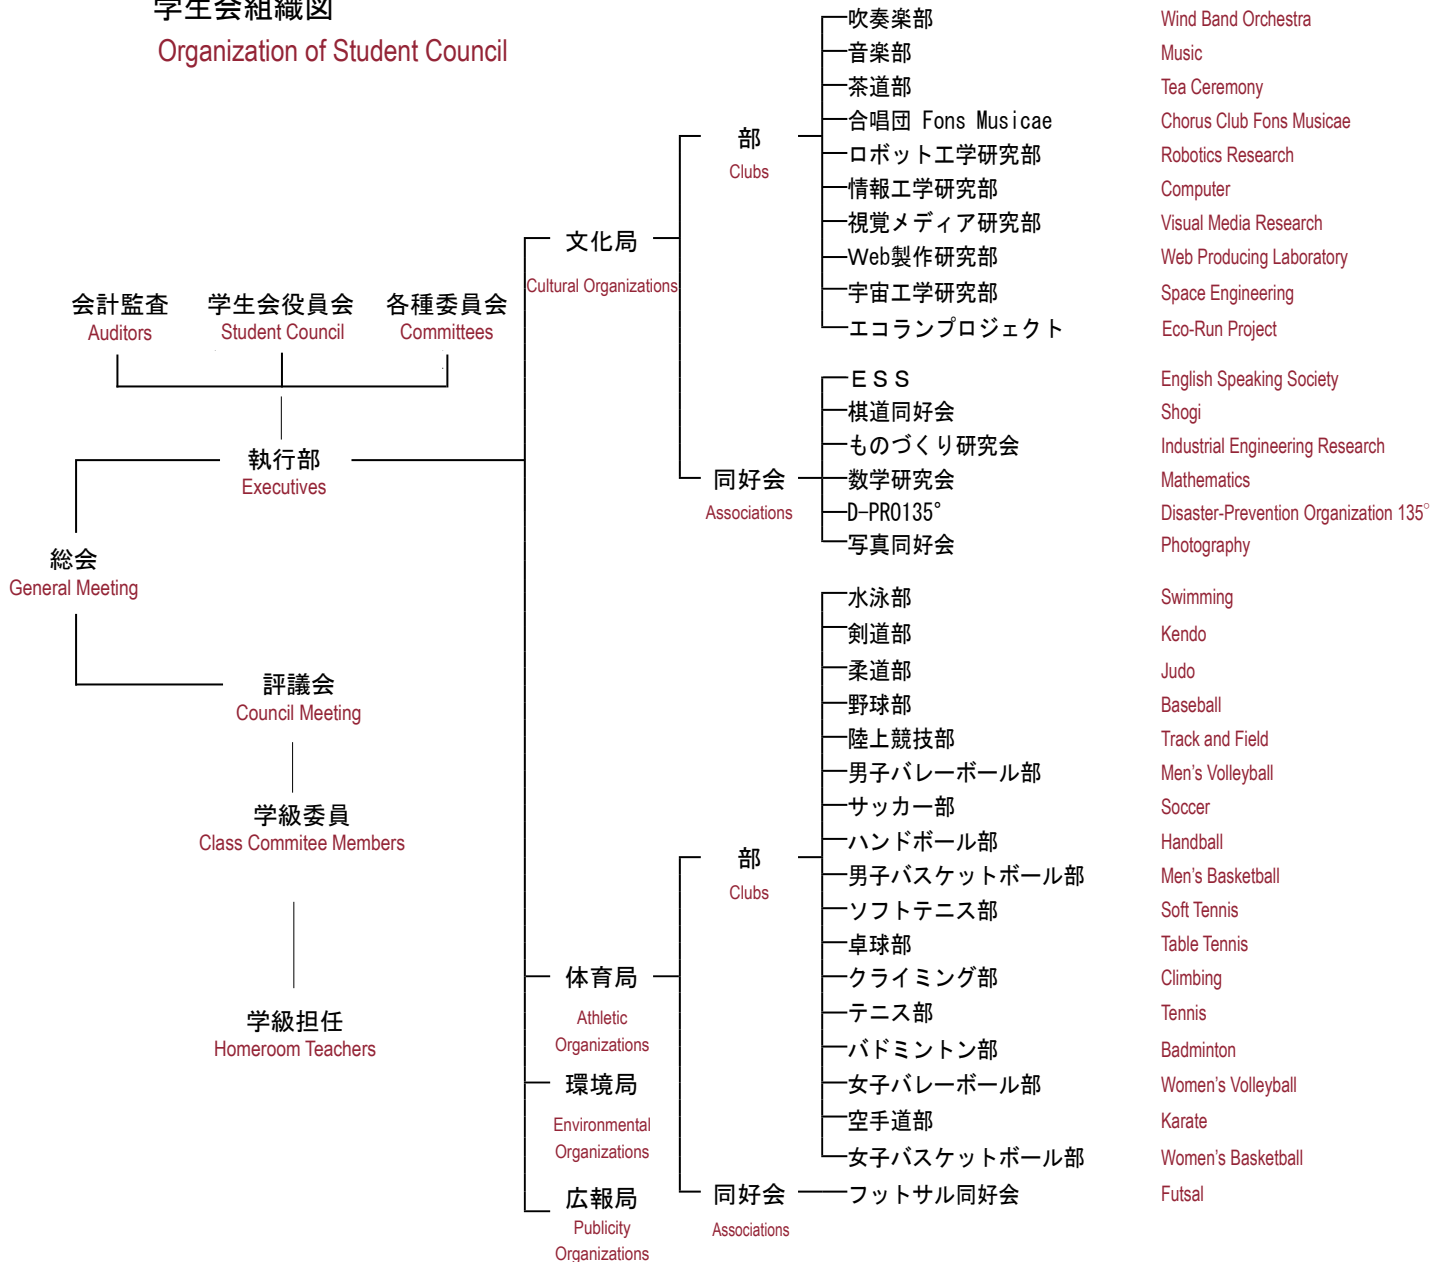 学生会組織図
Organization of Student Council
会計監査
Auditors
学生会役員会
Student Council
各種委員会
Committees
執行部
Executives
総会
General Meeting
評議会
Council Meeting
学級委員
Class Commitee Members
学級担任
Homeroom Teachers
文化局
Cultural Organizations
部
Clubs
吹奏楽部 Wind Band Orchestra
音楽部 Music
茶道部 Tea Ceremony
合唱団 Fons Musicae Chorus Club Fons Musicae
ロボット工学研究部 Robotics Research
情報工学研究部 Computer
視覚メディア研究部 Visual Media Research
Web製作研究部 Web Producing Laboratory
宇宙工学研究部 Space Engineering
エコランプロジェクト Eco-Run Project
同好会
Associations
ＥＳＳ English Speaking Society
棋道同好会 Shogi
ものづくり研究会 Industrial Engineering Research
数学研究会 Mathematics
D-PRO135° Disaster-Prevention Organization 135°
写真同好会 Photography
体育局
Athletic
Organizations
部
Clubs
水泳部 Swimming
剣道部 Kendo
柔道部 Judo
野球部 Baseball
陸上競技部 Track and Field
男子バレーボール部 Men's Volleyball
サッカー部 Soccer
ハンドボール部 Handball
男子バスケットボール部 Men's Basketball
ソフトテニス部 Soft Tennis
卓球部 Table Tennis
クライミング部 Climbing
テニス部 Tennis
バドミントン部 Badminton
女子バレーボール部 Women's Volleyball
空手道部 Karate
女子バスケットボール部 Women's Basketball
同好会
Associations
フットサル同好会 Futsal
環境局
Environmental
Organizations
広報局
Publicity
Organizations